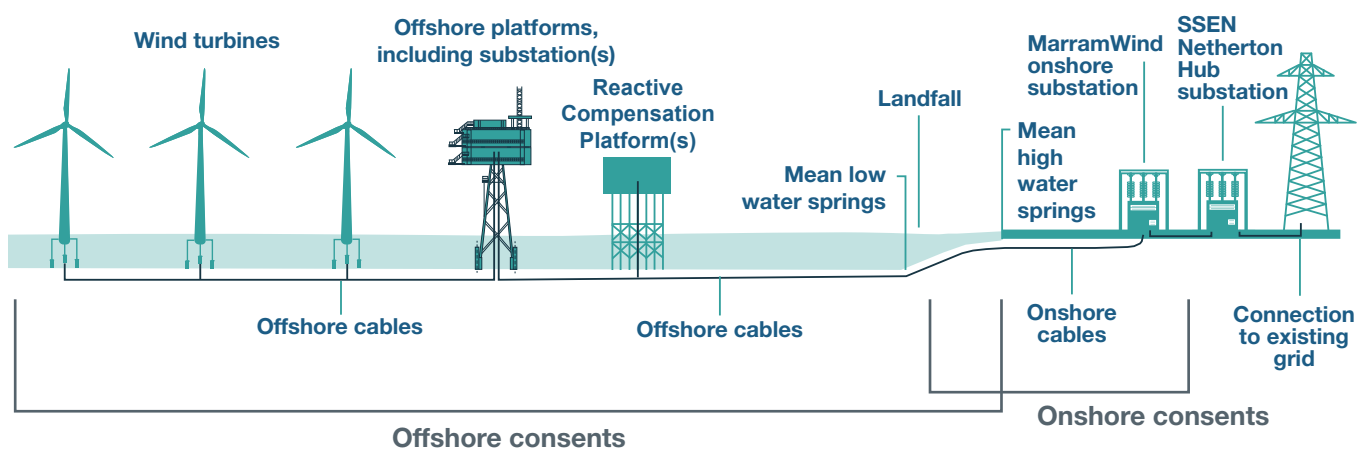 Wind turbines
Offshore platforms,
including substation(s)
Reactive
Compensation
Platform(s)
Mean low
water springs
Landfall
Mean
high
water
springs
MarramWind
onshore
substation
SSEN
Netherton
Hub
substation
Offshore cables
Offshore cables
Onshore
cables
Connection
to existing
grid
Offshore consents
Onshore consents